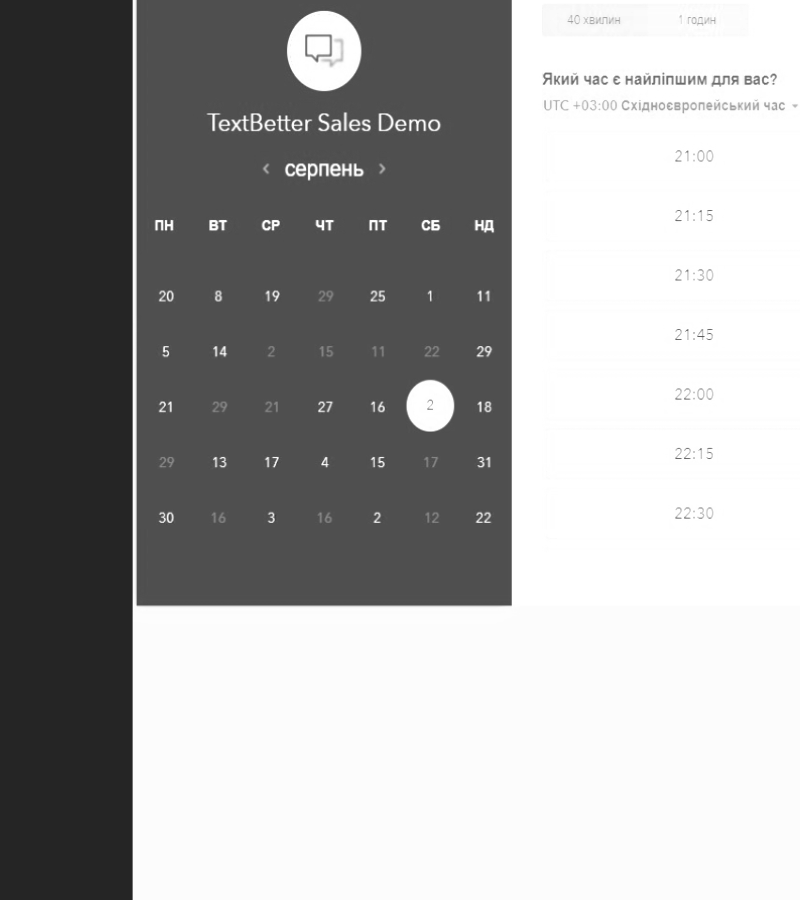 TextBetter Sales Demo
‹ серпень ›
ПН ВТ СР ЧТ ПТ СБ НД
20 8 19 29 25 1 11
5 14 2 15 11 22 29
21 29 21 27 16 2 18
29 13 17 4 15 17 31
30 16 3 16 2 12 22
40 хвилин 1 годин
Який час є найліпшим для вас?
UTC +03:00 Східноєвропейський час
21:00
21:15
21:30
21:45
22:00
22:15
22:30